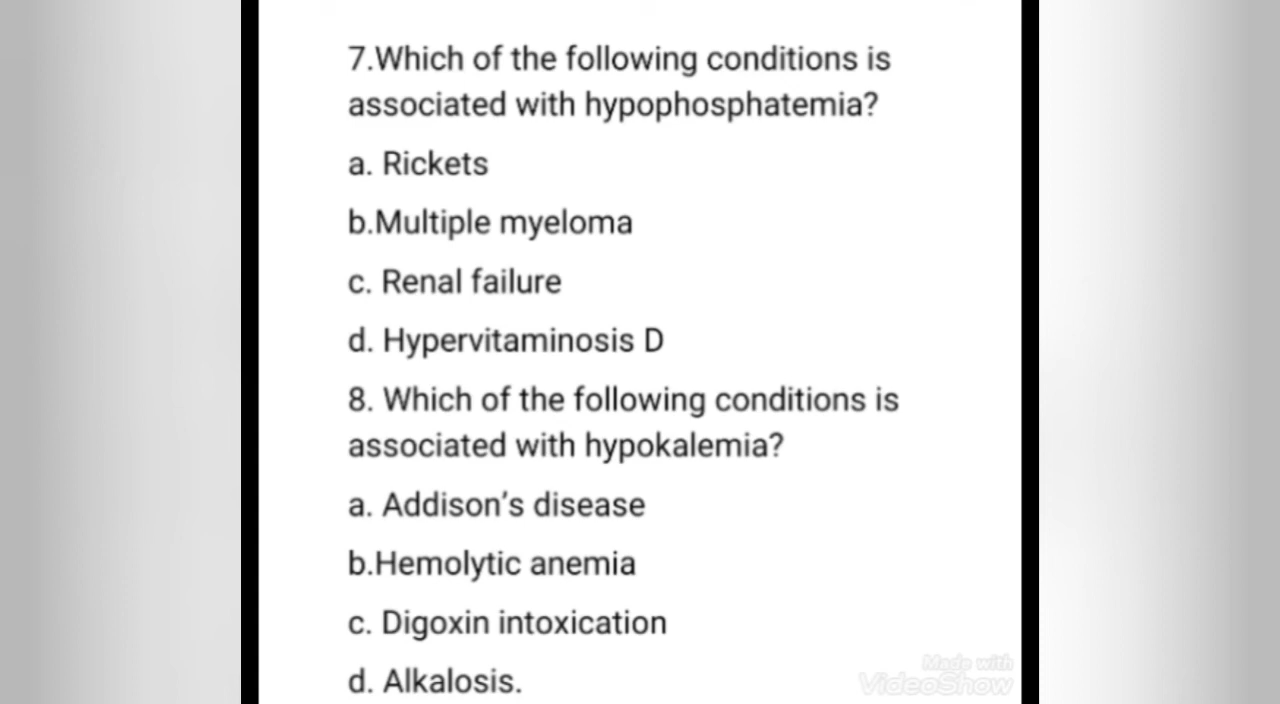 7.Which of the following conditions is
associated with hypophosphatemia?
a. Rickets
b.Multiple myeloma
c. Renal failure
d. Hypervitaminosis D
8. Which of the following conditions is
associated with hypokalemia?
a. Addison’s disease
b.Hemolytic anemia
c. Digoxin intoxication
d. Alkalosis.
Made with
VideoShow